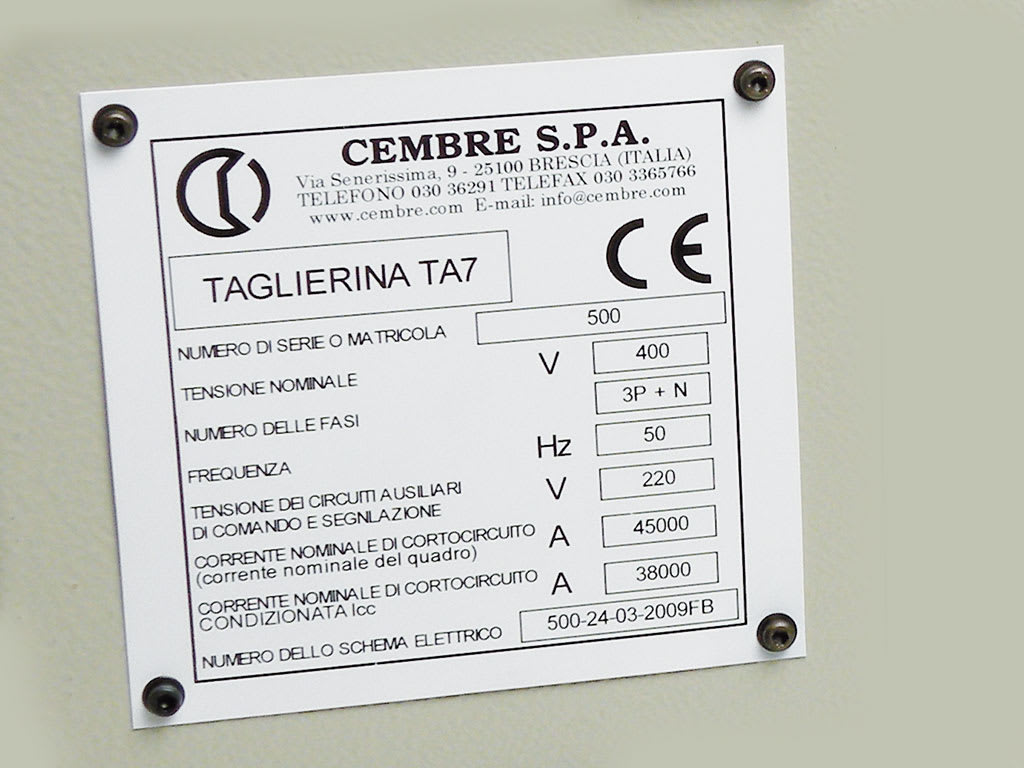 CEMBRE S.P.A.
Via Senerissima, 9 - 25100 BRESCIA (ITALIA)
TELEFONO 030 36291 TELEFAX 030 3365766
www.cembre.com E-mail: info@cembre.com
CE
TAGLIERINA TA7
NUMERO DI SERIE O MATRICOLA 500
TENSIONE NOMINALE V 400
NUMERO DELLE FASI 3P + N
FREQUENZA Hz 50
TENSIONE DEI CIRCUITI AUSILIARI V 220
DI COMANDO E SEGNLAZIONE
CORRENTE NOMINALE DI CORTOCIRCUITO A 45000
(corrente nominale del quadro)
CORRENTE NOMINALE DI CORTOCIRCUITO A 38000
CONDIZIONATA Icc
NUMERO DELLO SCHEMA ELETTRICO 500-24-03-2009FB